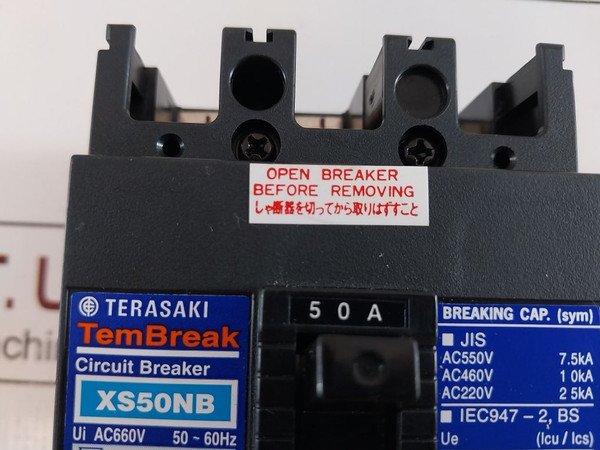 OPEN BREAKER
BEFORE REMOVING
しゃ断器を切ってから取りはずすこと
TERASAKI
TemBreak
Circuit Breaker
XS50NB
Ui AC660V 50~60Hz
50A
BREAKING CAP. (sym)
JIS
AC550V 7.5kA
AC460V 10kA
AC220V 25kA
IEC947-2, BS
Ue (Icu/Ics)